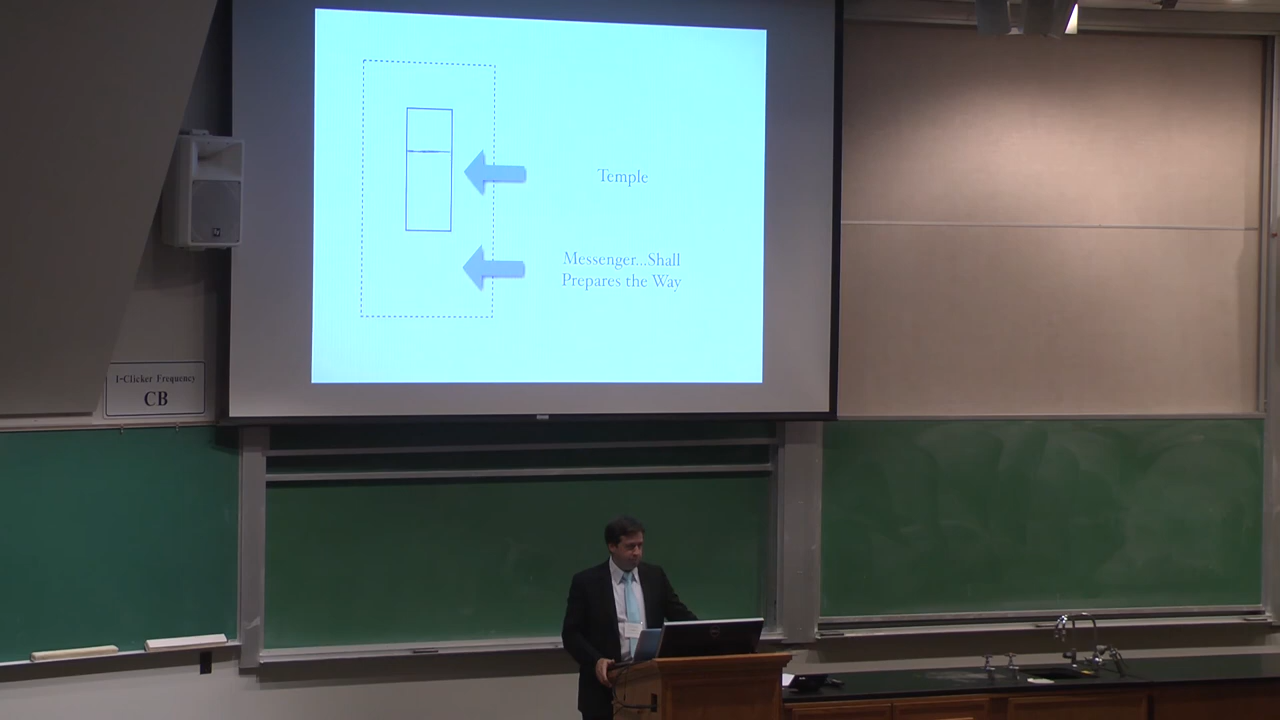 Temple
Messenger...Shall
Prepares the Way
I-Clicker Frequency
CB